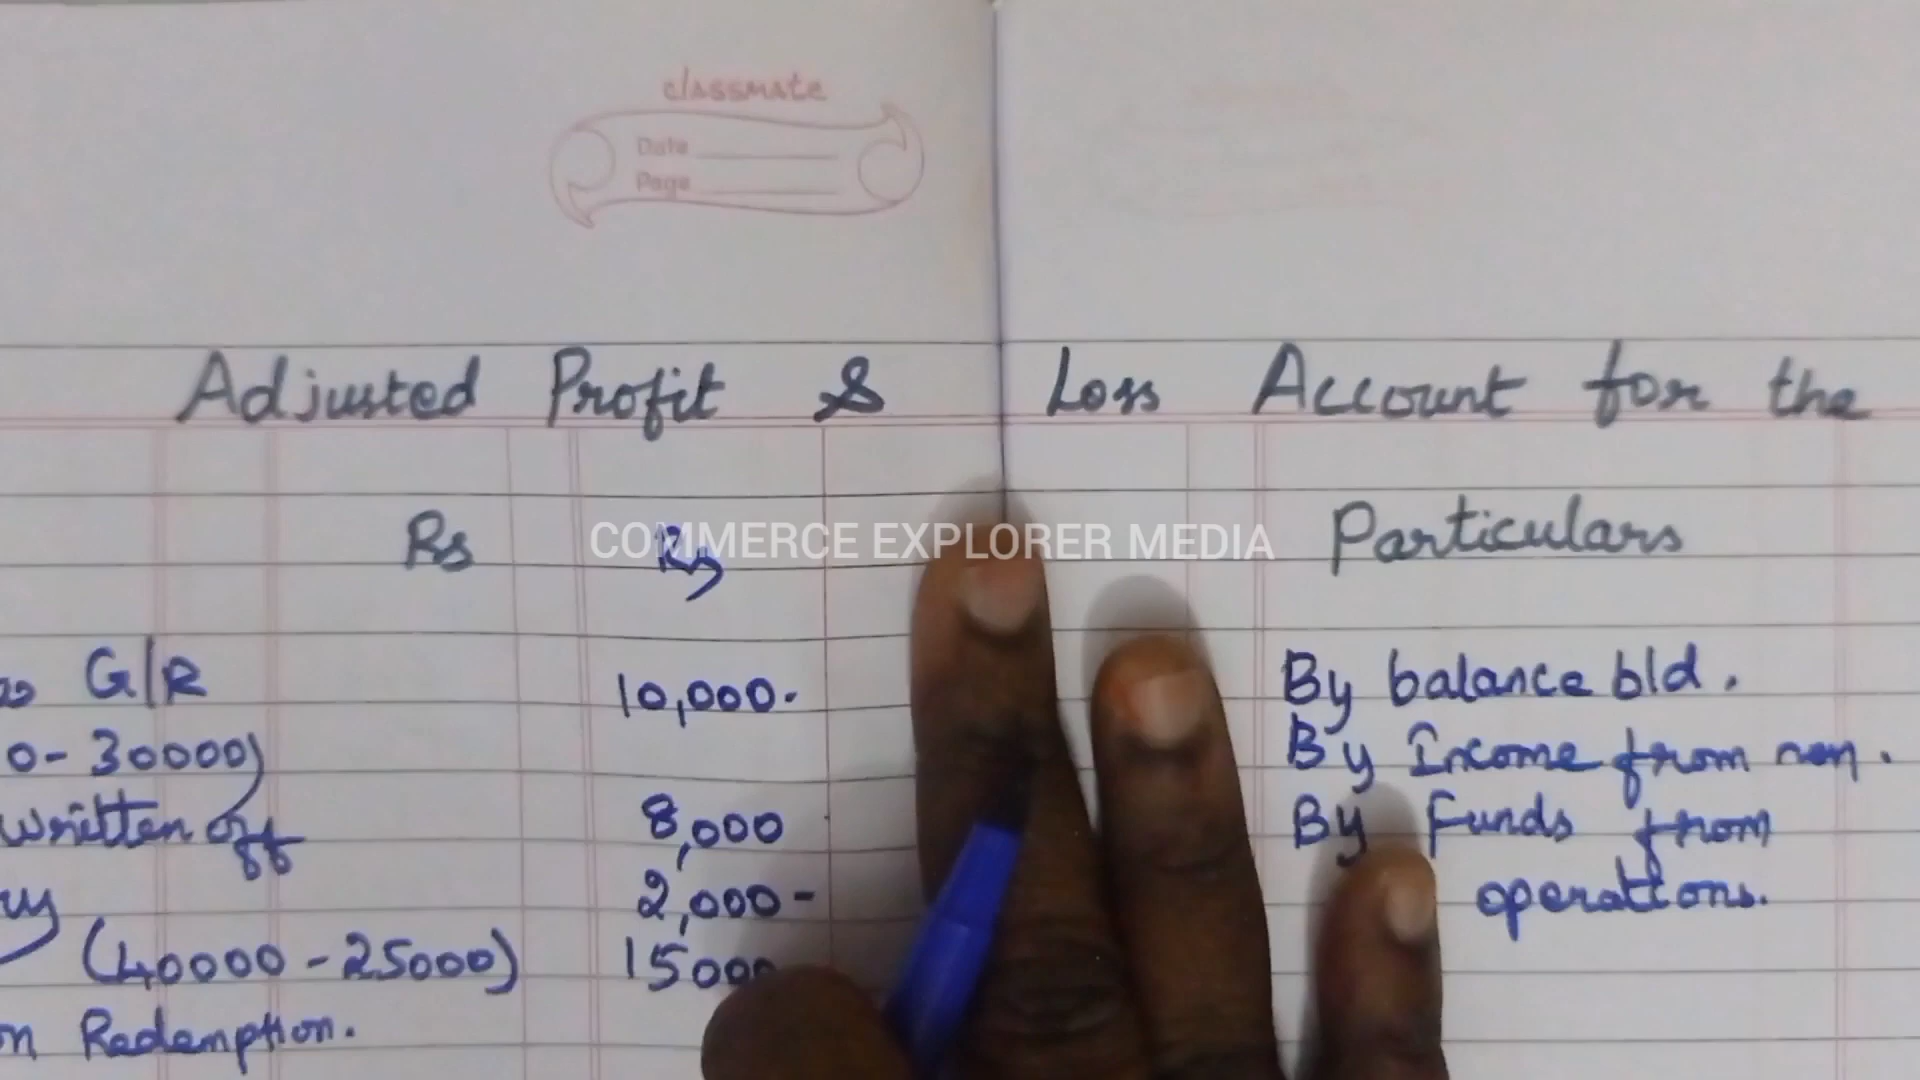 classmate
Date
Page
Adjusted Profit & Loss Account for the
Rs Rs Particulars
COMMERCE EXPLORER MEDIA
G/R 10,000.
0-30000)
written off 8,000
2,000-
(40000-25000) 15000
on Redemption.
By balance b/d.
By Income from non.
By Funds from
operations.